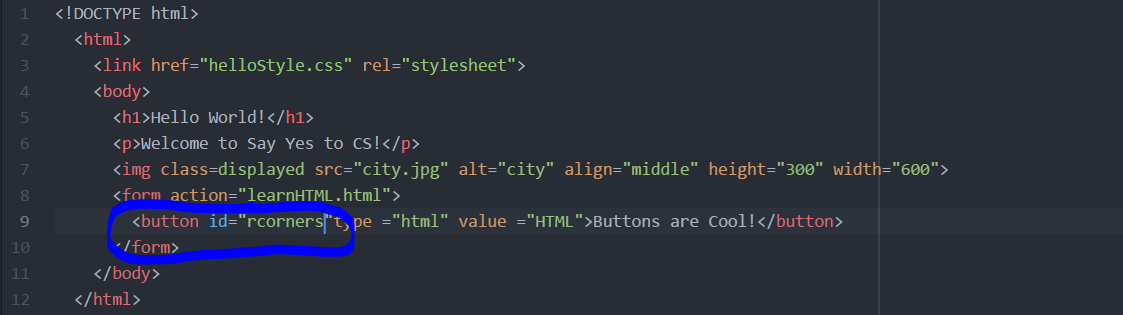 1 <!DOCTYPE html>
2 <html>
3 <link href="helloStyle.css" rel="stylesheet">
4 <body>
5 <h1>Hello World!</h1>
6 <p>Welcome to Say Yes to CS!</p>
7 <img class=displayed src="city.jpg" alt="city" align="middle" height="300" width="600">
8 <form action="learnHTML.html">
9 <button id="rcorners"type ="html" value ="HTML">Buttons are Cool!</button>
10 </form>
11 </body>
12 </html>